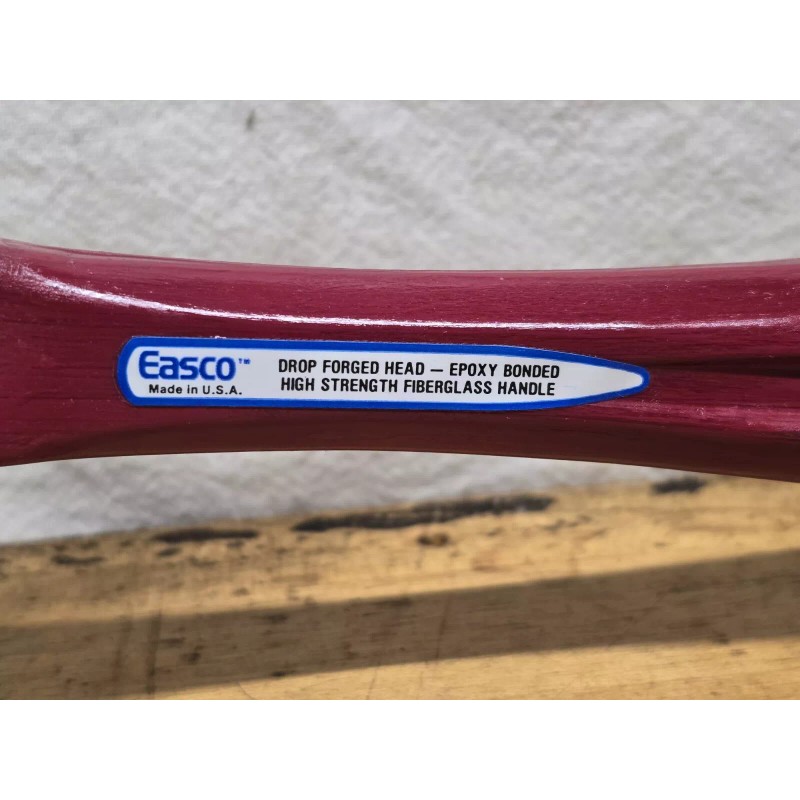 Easco™
Made in U.S.A.
DROP FORGED HEAD — EPOXY BONDED
HIGH STRENGTH FIBERGLASS HANDLE